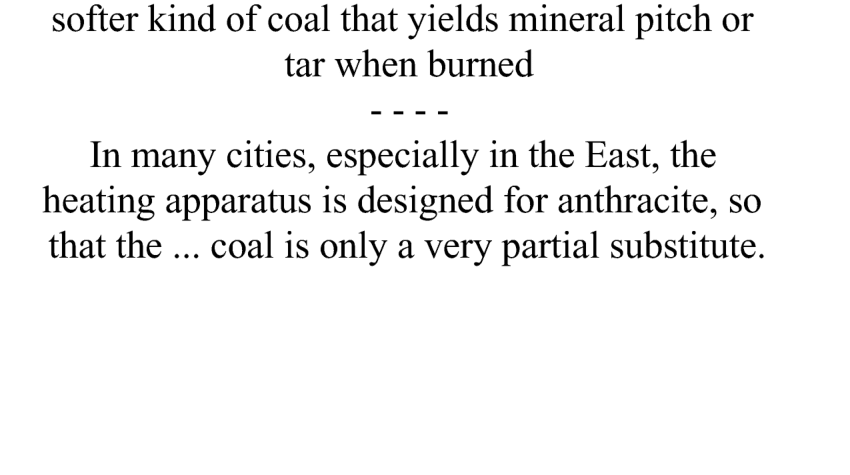 softer kind of coal that yields mineral pitch or
tar when burned
- - - -
In many cities, especially in the East, the
heating apparatus is designed for anthracite, so
that the ... coal is only a very partial substitute.